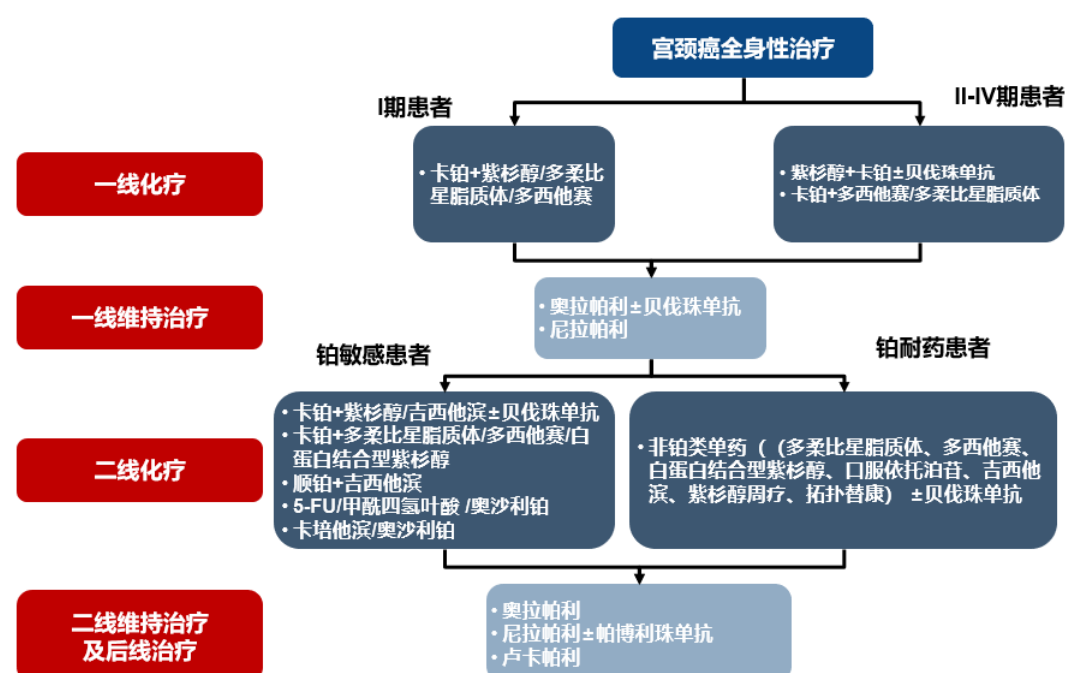 宫颈癌全身性治疗
I期患者
II-IV期患者
一线化疗
• 卡铂+紫杉醇/多柔比
星脂质体/多西他赛
• 紫杉醇+卡铂±贝伐珠单抗
• 卡铂+多西他赛/多柔比星脂质体
一线维持治疗
• 奥拉帕利±贝伐珠单抗
• 尼拉帕利
铂敏感患者
铂耐药患者
二线化疗
• 卡铂+紫杉醇/吉西他滨±贝伐珠单抗
• 卡铂+多柔比星脂质体/多西他赛/白
蛋白结合型紫杉醇
• 顺铂+吉西他滨
• 5-FU/甲酰四氢叶酸 /奥沙利铂
• 卡培他滨/奥沙利铂
• 非铂类单药（（多柔比星脂质体、多西他赛、
白蛋白结合型紫杉醇、口服依托泊苷、吉西他
滨、紫杉醇周疗、拓扑替康） ±贝伐珠单抗
二线维持治疗
及后线治疗
• 奥拉帕利
• 尼拉帕利±帕博利珠单抗
• 卢卡帕利